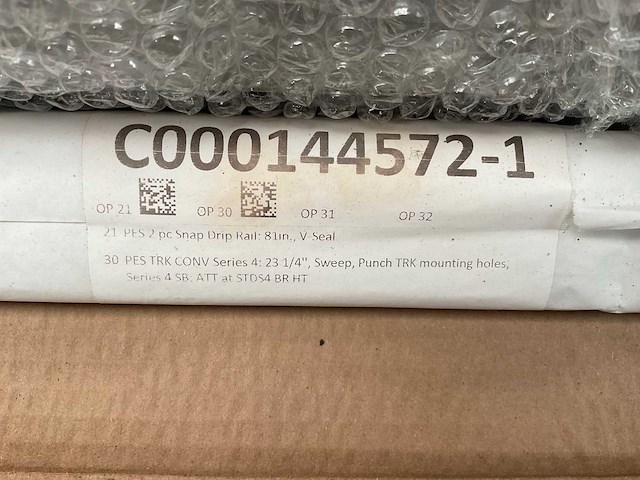 C000144572-1
OP 21 OP 30 OP 31 OP 32
21 PES 2 pc Snap Drip Rail: 81in., V-Seal
30 PES TRK CONV Series 4: 23 1/4", Sweep, Punch TRK mounting holes,
Series 4 SB; ATT at STDS4 BR HT